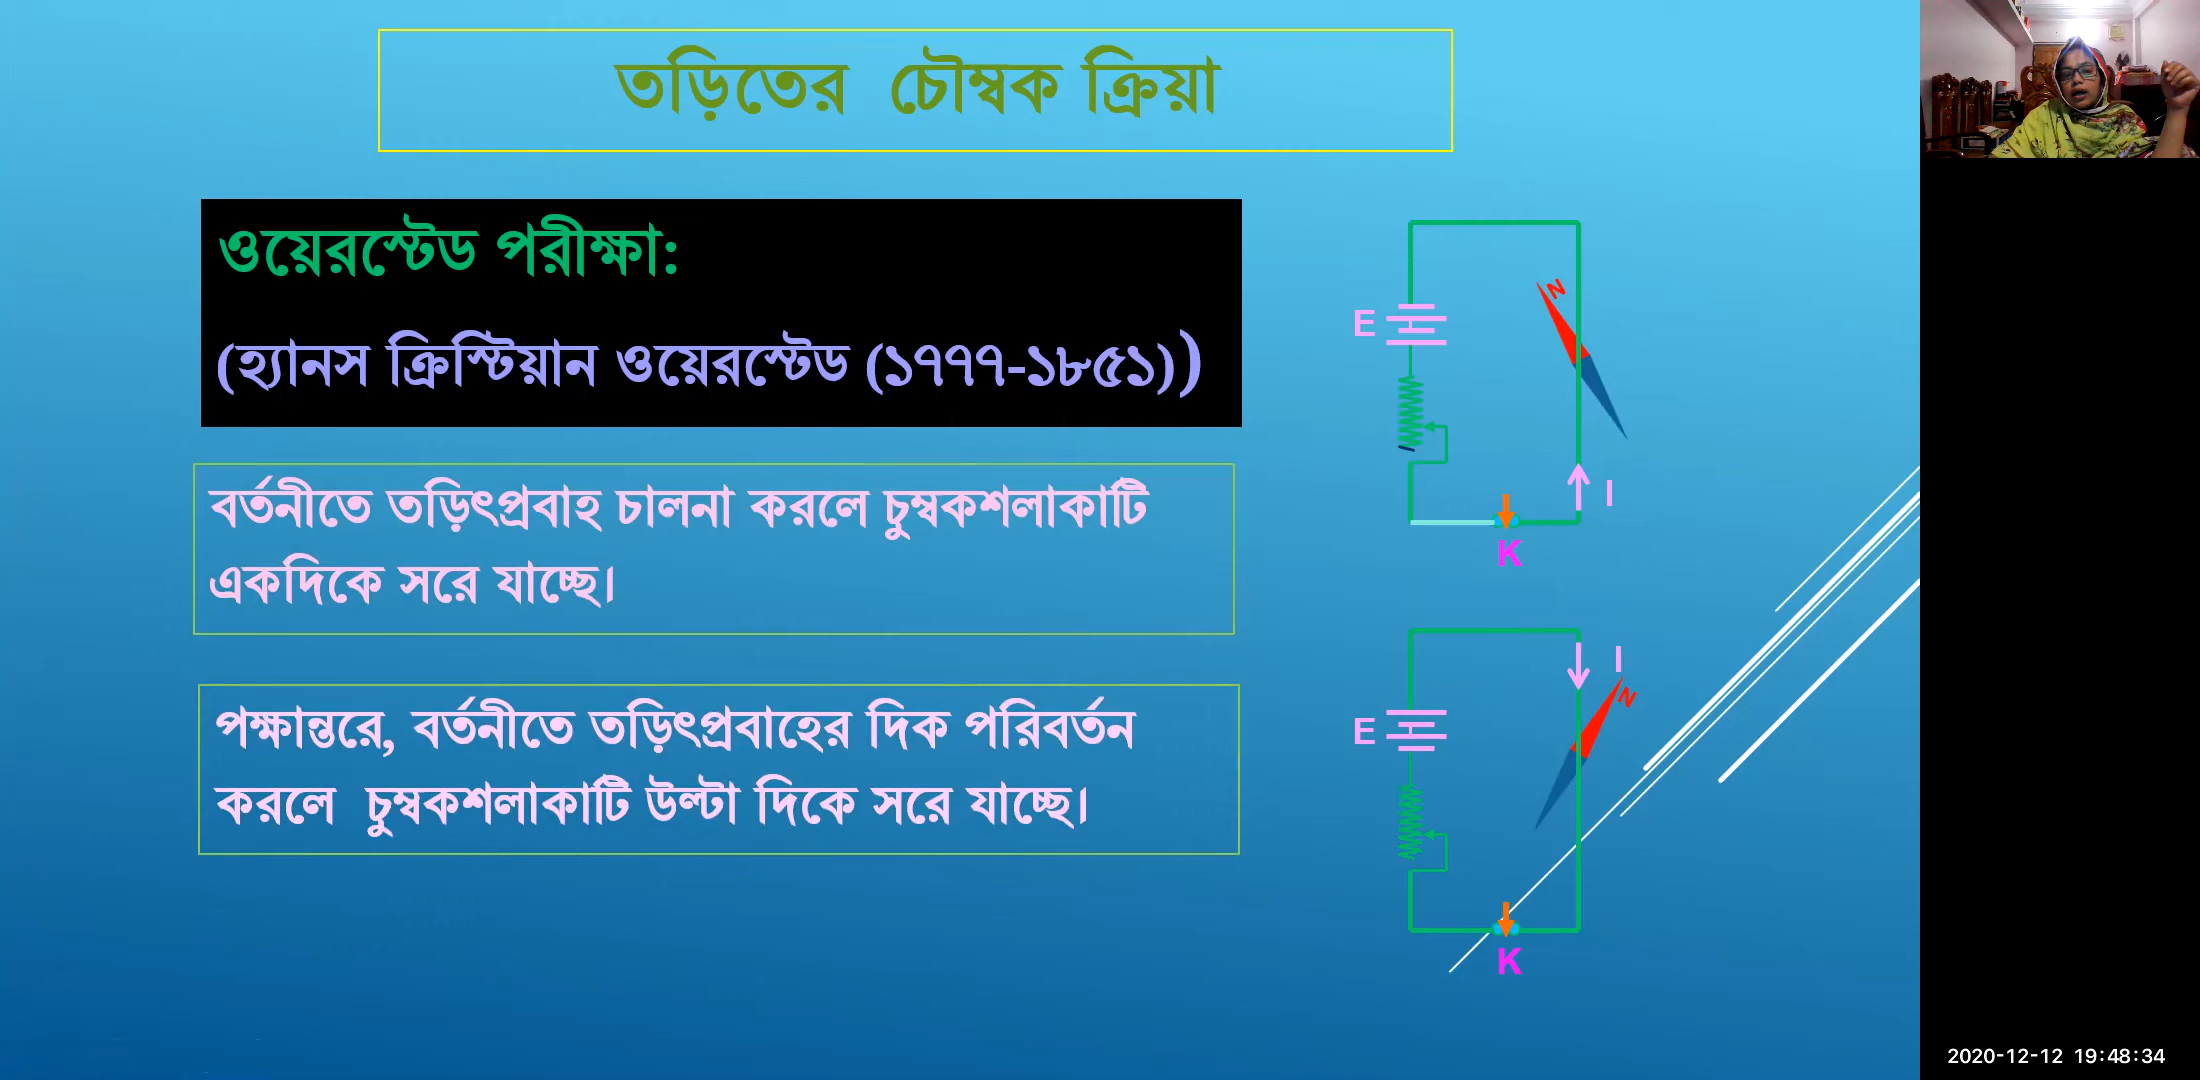 তড়িতের চৌম্বক ক্রিয়া
ওয়েরস্টেড পরীক্ষা:
(হ্যানস ক্রিস্টিয়ান ওয়েরস্টেড (১৭৭৭-১৮৫১))
বর্তনীতে তড়িৎপ্রবাহ চালনা করলে চুম্বকশলাকাটি
একদিকে সরে যাচ্ছে।
পক্ষান্তরে, বর্তনীতে তড়িৎপ্রবাহের দিক পরিবর্তন
করলে চুম্বকশলাকাটি উল্টা দিকে সরে যাচ্ছে।
N
E
I
K
I
N
E
K
2020-12-12 19:48:34